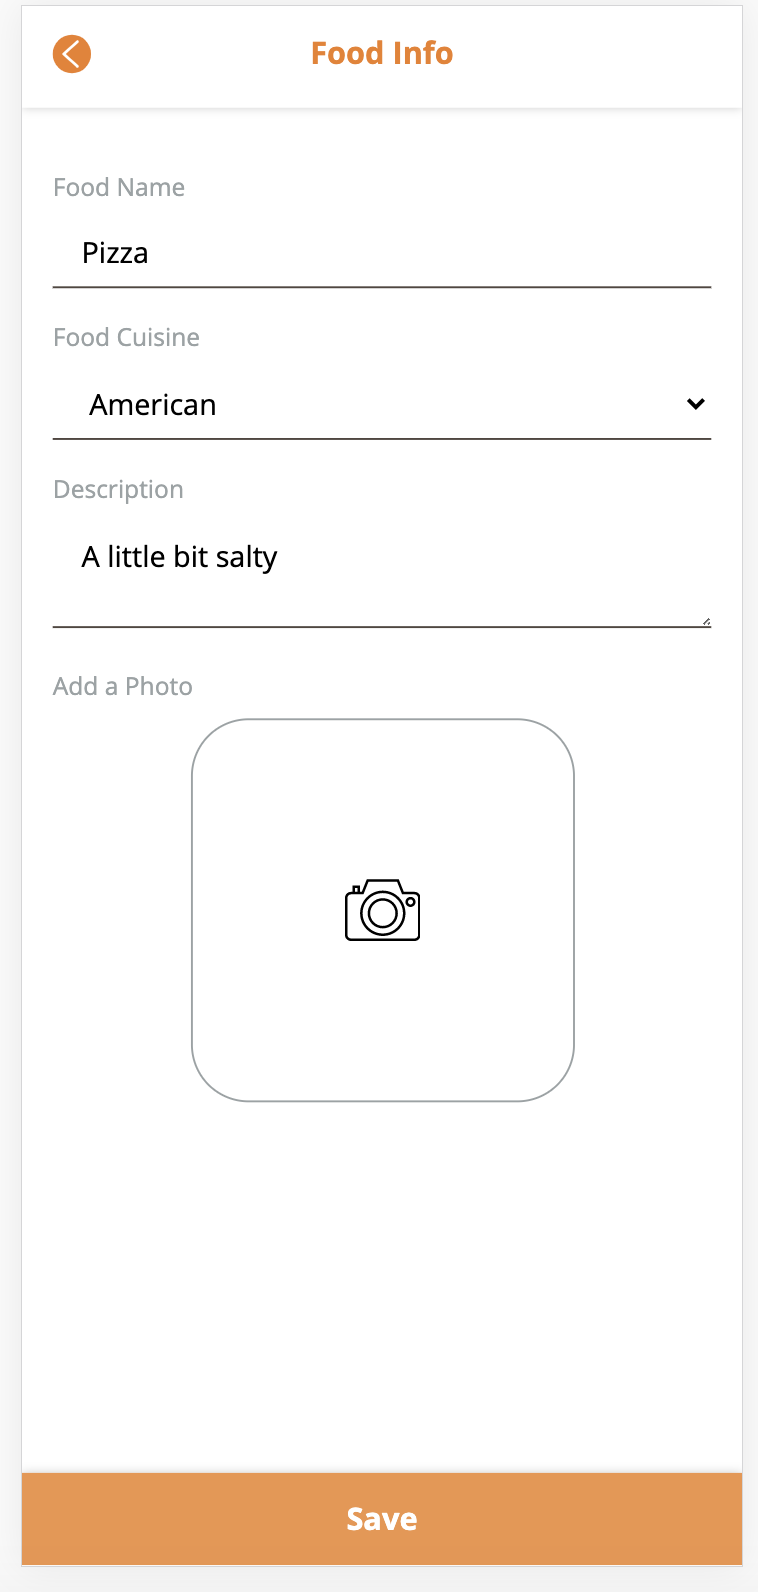 Food Info
Food Name
Pizza
Food Cuisine
American
Description
A little bit salty
Add a Photo
Save